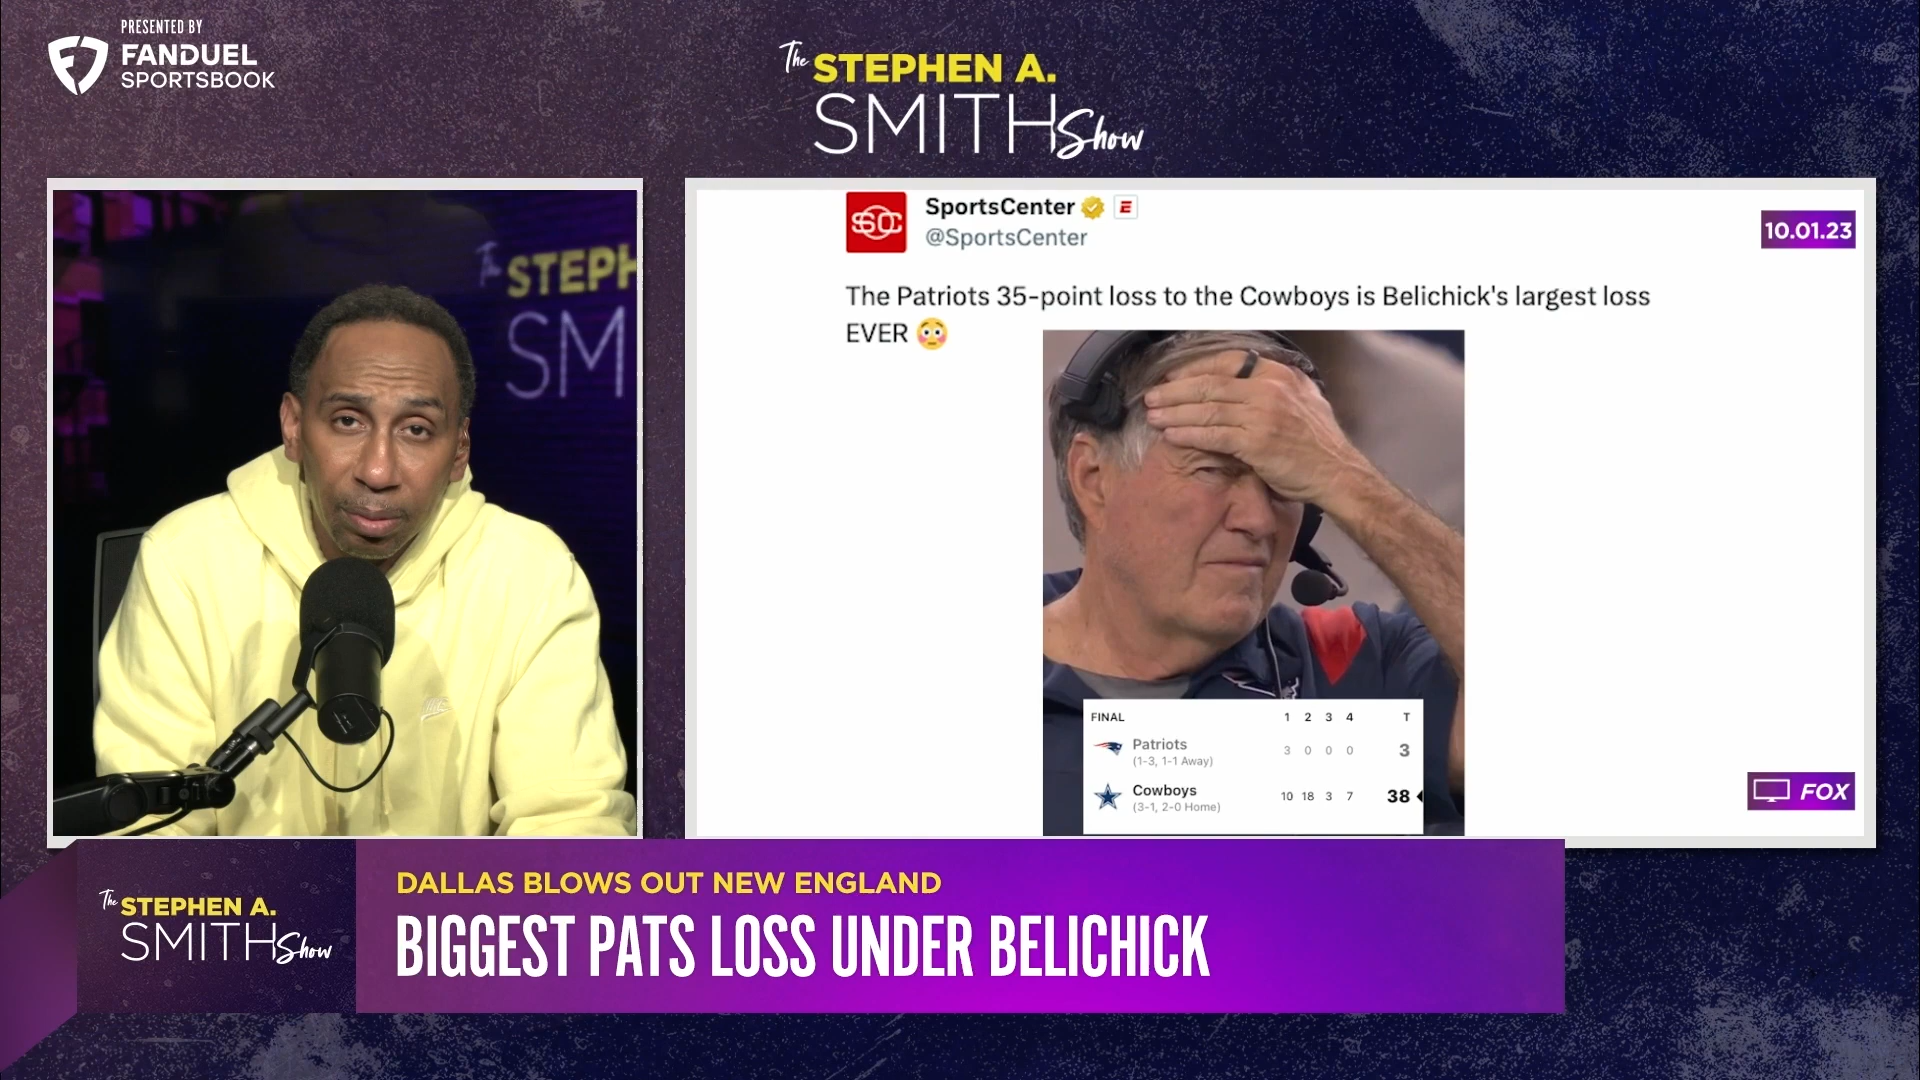 PRESENTED BY
FANDUEL
SPORTSBOOK
The
STEPHEN A.
SMITH Show
STEPH
SM
SportsCenter
@SportsCenter
10.01.23
The Patriots 35-point loss to the Cowboys is Belichick's largest loss
EVER 😳
FINAL 1 2 3 4 T
Patriots 3 0 0 0 3
(1-3, 1-1 Away)
Cowboys 10 18 3 7 38
(3-1, 2-0 Home)
FOX
The
STEPHEN A.
SMITH Show
DALLAS BLOWS OUT NEW ENGLAND
BIGGEST PATS LOSS UNDER BELICHICK